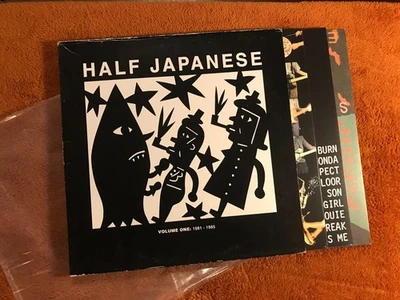 HALF JAPANESE
VOLUME ONE: 1981 - 1985
S
BURN
ONDA
PECT
LOOR
SON
GIRL
OUIE
REAK
S ME